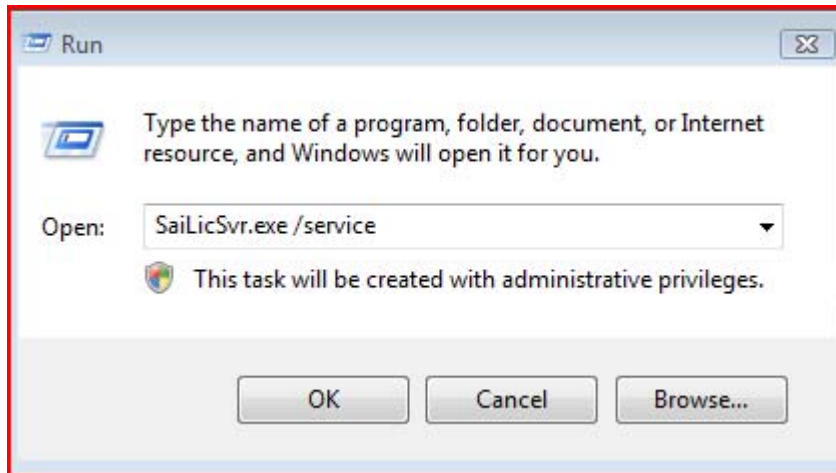 Run
Type the name of a program, folder, document, or Internet
resource, and Windows will open it for you.
Open: SaiLicSvr.exe /service
This task will be created with administrative privileges.
OK Cancel Browse...